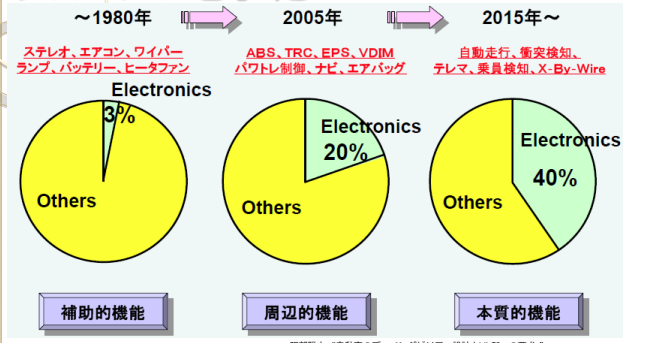 ～1980年
2005年
2015年～
ステレオ、エアコン、ワイパー
ランプ、バッテリー、ヒータファン
ABS、TRC、EPS、VDIM
パワトレ制御、ナビ、エアバッグ
自動走行、衝突検知、
テレマ、乗員検知、X-By-Wire
Electronics
3%
Others
Electronics
20%
Others
Electronics
40%
Others
補助的機能
周辺的機能
本質的機能